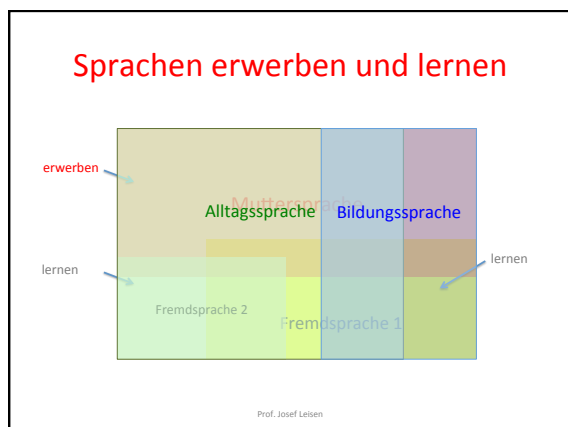 Sprachen erwerben und lernen
erwerben
Muttersprache
Alltagssprache
Bildungssprache
lernen
lernen
Fremdsprache 2
Fremdsprache 1
Prof. Josef Leisen